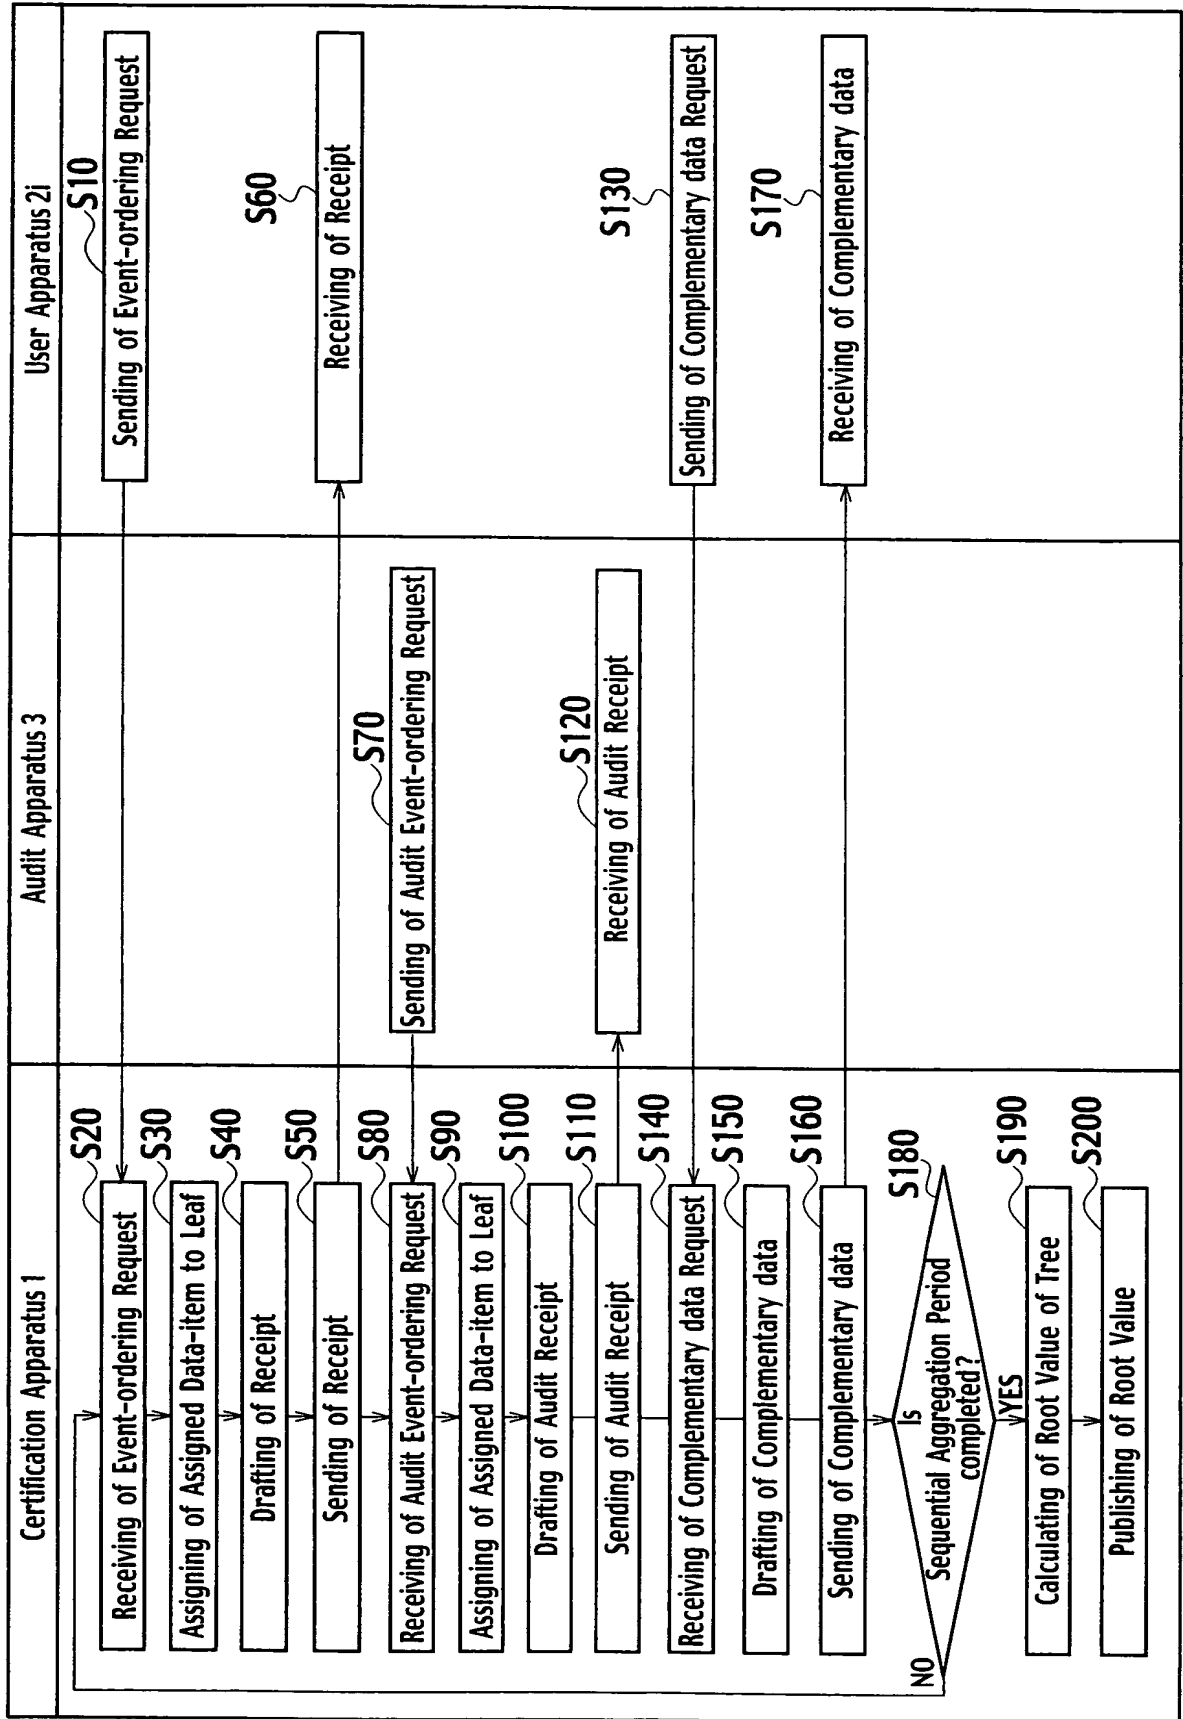 Certification Apparatus 1
Audit Apparatus 3
User Apparatus 2i
S10
Sending of Event-ordering Request
S20
Receiving of Event-ordering Request
S30
Assigning of Assigned Data-item to Leaf
S40
Drafting of Receipt
S50
Sending of Receipt
S60
Receiving of Receipt
S70
Sending of Audit Event-ordering Request
S80
Receiving of Audit Event-ordering Request
S90
Assigning of Assigned Data-item to Leaf
S100
Drafting of Audit Receipt
S110
Sending of Audit Receipt
S120
Receiving of Audit Receipt
S130
Sending of Complementary data Request
S140
Receiving of Complementary data Request
S150
Drafting of Complementary data
S160
Sending of Complementary data
S170
Receiving of Complementary data
S180
Is
Sequential Aggregation Period
completed?
NO
YES
S190
Calculating of Root Value of Tree
S200
Publishing of Root Value